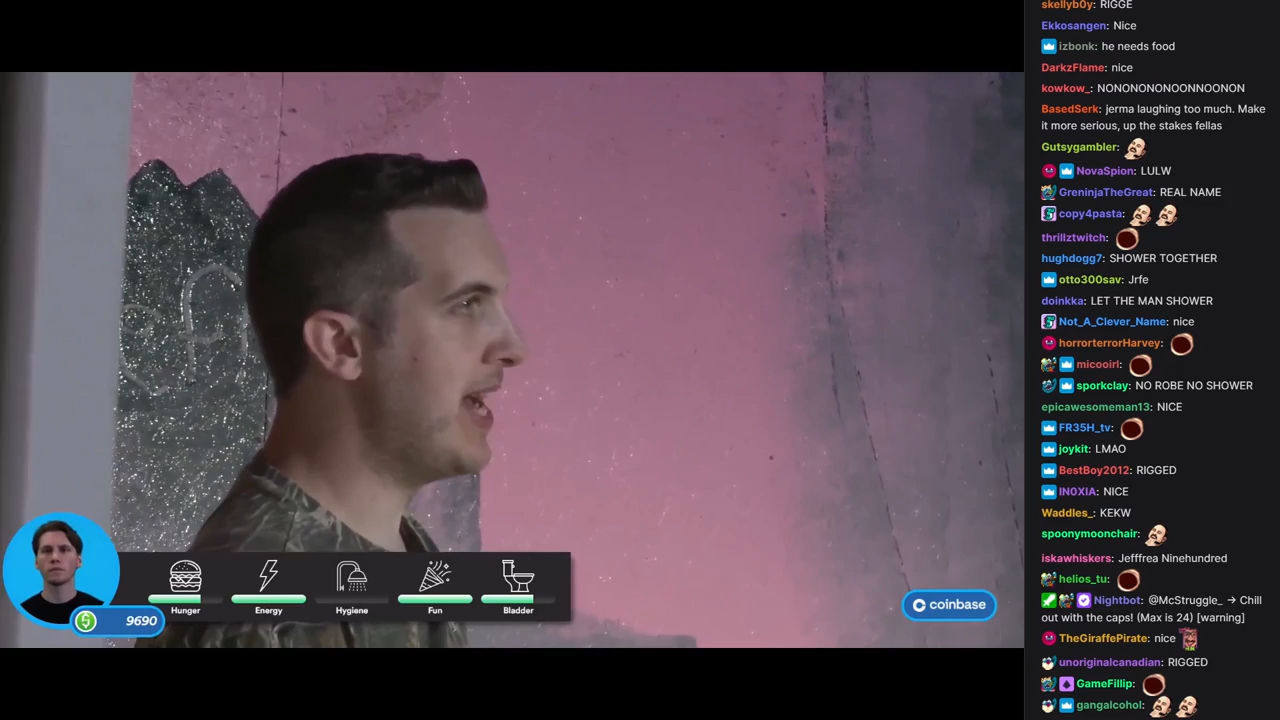 skellyb0y: RIGGE
Ekkosangen: Nice
izbonk: he needs food
DarkzFlame: nice
kowkow_: NONONONONOONNOONON
BasedSerk: jerma laughing too much. Make
it more serious, up the stakes fellas
Gutsygambler:
NovaSpion: LULW
GreninjaTheGreat: REAL NAME
copy4pasta:
thrillztwitch:
hughdogg7: SHOWER TOGETHER
otto300sav: Jrfe
doinkka: LET THE MAN SHOWER
Not_A_Clever_Name: nice
horrorterrorHarvey:
micooirl:
sporkclay: NO ROBE NO SHOWER
epicawesomeman13: NICE
FR35H_tv:
joykit: LMAO
BestBoy2012: RIGGED
IN0XIA: NICE
Waddles_: KEKW
spoonymoonchair:
iskawhiskers: Jefffrea Ninehundred
helios_tu:
Nightbot: @McStruggle_ → Chill
out with the caps! (Max is 24) [warning]
TheGiraffePirate: nice
unoriginalcanadian: RIGGED
GameFillip:
gangalcohol:
Hunger
Energy
Hygiene
Fun
Bladder
9690
coinbase